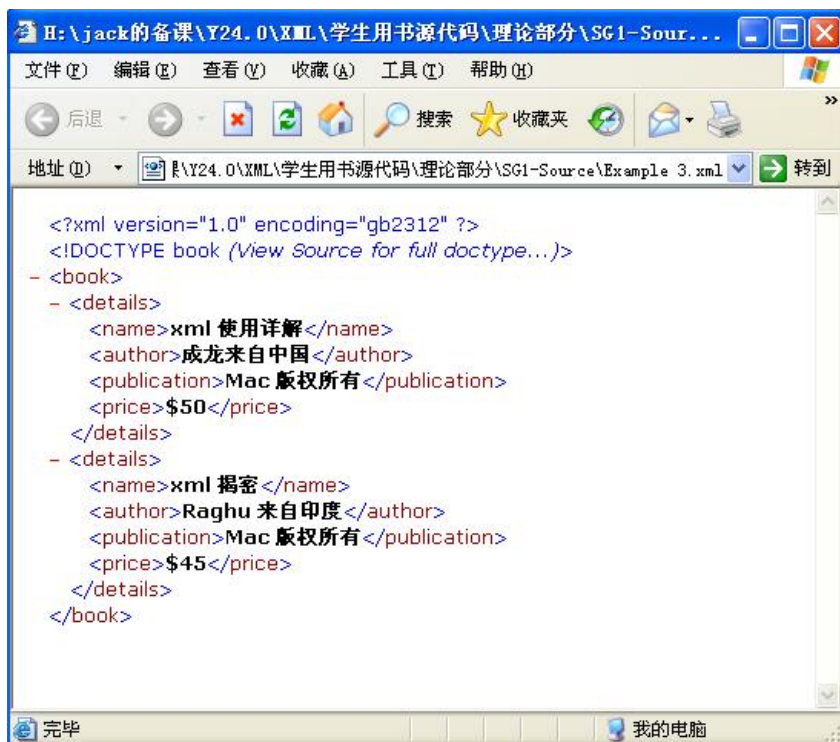 H:\jack的备课\Y24.0\XML\学生用书源代码\理论部分\SG1-Sour...
文件(F) 编辑(E) 查看(V) 收藏(A) 工具(T) 帮助(H)
后退 搜索 收藏夹 »
地址(D) \Y24.0\XML\学生用书源代码\理论部分\SG1-Source\Example 3.xml 转到
<?xml version="1.0" encoding="gb2312" ?>
<!DOCTYPE book (View Source for full doctype...)>
- <book>
- <details>
<name>xml 使用详解</name>
<author>成龙来自中国</author>
<publication>Mac 版权所有</publication>
<price>$50</price>
</details>
- <details>
<name>xml 揭密</name>
<author>Raghu 来自印度</author>
<publication>Mac 版权所有</publication>
<price>$45</price>
</details>
</book>
完毕 我的电脑